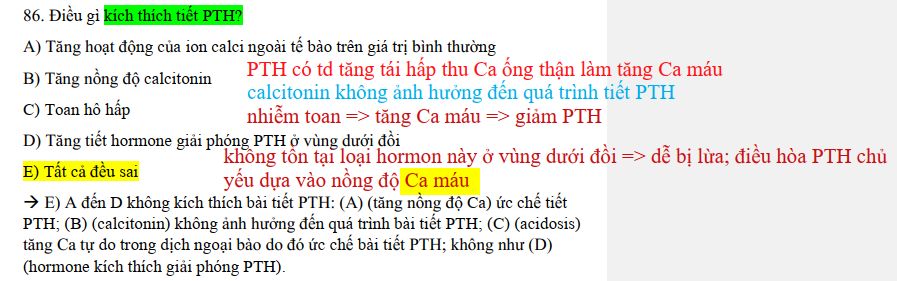 86. Điều gì kích thích tiết PTH?
A) Tăng hoạt động của ion calci ngoài tế bào trên giá trị bình thường
B) Tăng nồng độ calcitonin
PTH có td tăng tái hấp thu Ca ống thận làm tăng Ca máu
calcitonin không ảnh hưởng đến quá trình tiết PTH
C) Toan hô hấp
nhiễm toan => tăng Ca máu => giảm PTH
D) Tăng tiết hormone giải phóng PTH ở vùng dưới đồi
không tồn tại loại hormon này ở vùng dưới đồi => dễ bị lừa; điều hòa PTH chủ
yếu dựa vào nồng độ Ca máu
E) Tất cả đều sai
→ E) A đến D không kích thích bài tiết PTH: (A) (tăng nồng độ Ca) ức chế tiết
PTH; (B) (calcitonin) không ảnh hưởng đến quá trình bài tiết PTH; (C) (acidosis)
tăng Ca tự do trong dịch ngoại bào do đó ức chế bài tiết PTH; không như (D)
(hormone kích thích giải phóng PTH).